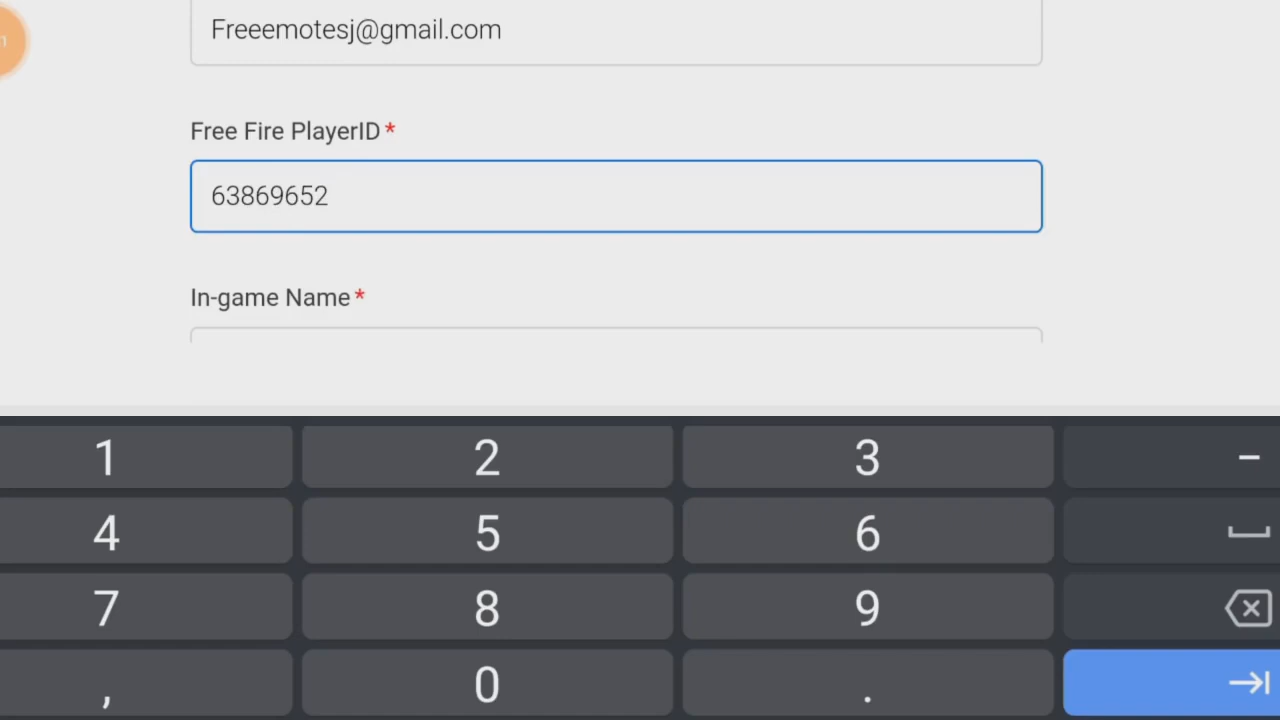 Freeemotesj@gmail.com
Free Fire PlayerID*
63869652
In-game Name*
1 2 3 -
4 5 6
7 8 9
, 0 .